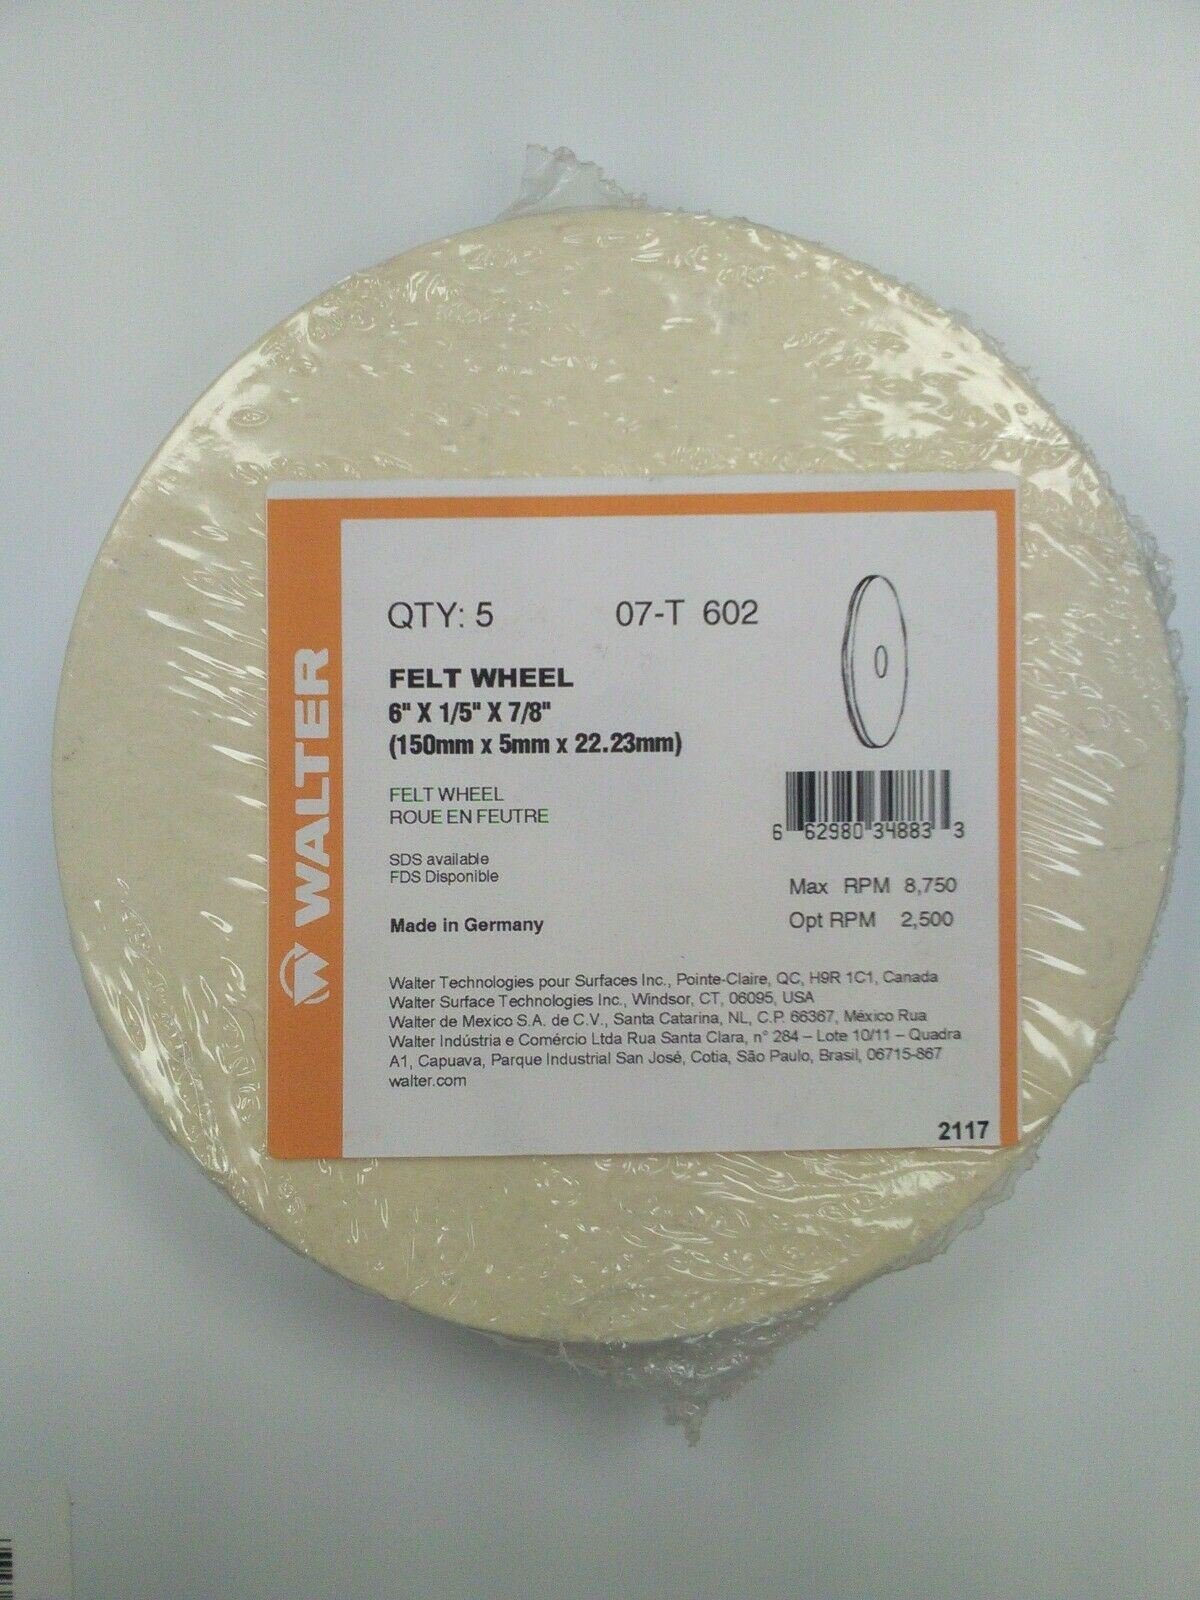 WALTER
QTY: 5 07-T 602
FELT WHEEL
6" X 1/5" X 7/8"
(150mm x 5mm x 22.23mm)
FELT WHEEL
ROUE EN FEUTRE
6 62980 34883 3
SDS available
FDS Disponible
Max RPM 8,750
Opt RPM 2,500
Made in Germany
Walter Technologies pour Surfaces Inc., Pointe-Claire, QC, H9R 1C1, Canada
Walter Surface Technologies Inc., Windsor, CT, 06095, USA
Walter de Mexico S.A. de C.V., Santa Catarina, NL, C.P. 66367, México Rua
Walter Indústria e Comércio Ltda Rua Santa Clara, n° 284 – Lote 10/11 – Quadra
A1, Capuava, Parque Industrial San José, Cotia, São Paulo, Brasil, 06715-867
walter.com
2117